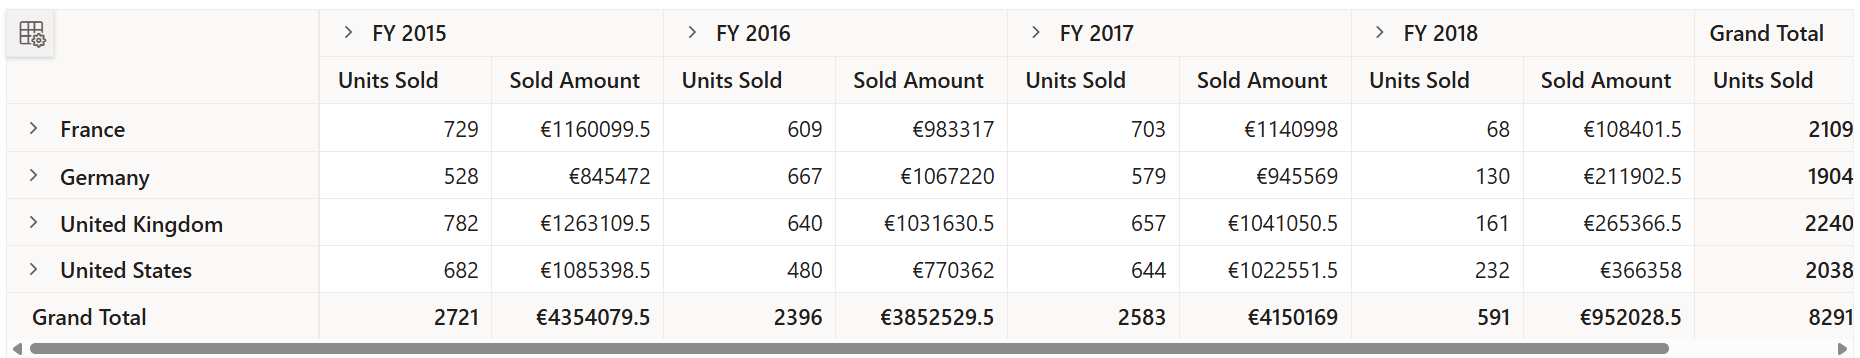 FY 2015 FY 2016 FY 2017 FY 2018 Grand Total
Units Sold Sold Amount Units Sold Sold Amount Units Sold Sold Amount Units Sold Sold Amount Units Sold
France 729 €1160099.5 609 €983317 703 €1140998 68 €108401.5 2109
Germany 528 €845472 667 €1067220 579 €945569 130 €211902.5 1904
United Kingdom 782 €1263109.5 640 €1031630.5 657 €1041050.5 161 €265366.5 2240
United States 682 €1085398.5 480 €770362 644 €1022551.5 232 €366358 2038
Grand Total 2721 €4354079.5 2396 €3852529.5 2583 €4150169 591 €952028.5 8291